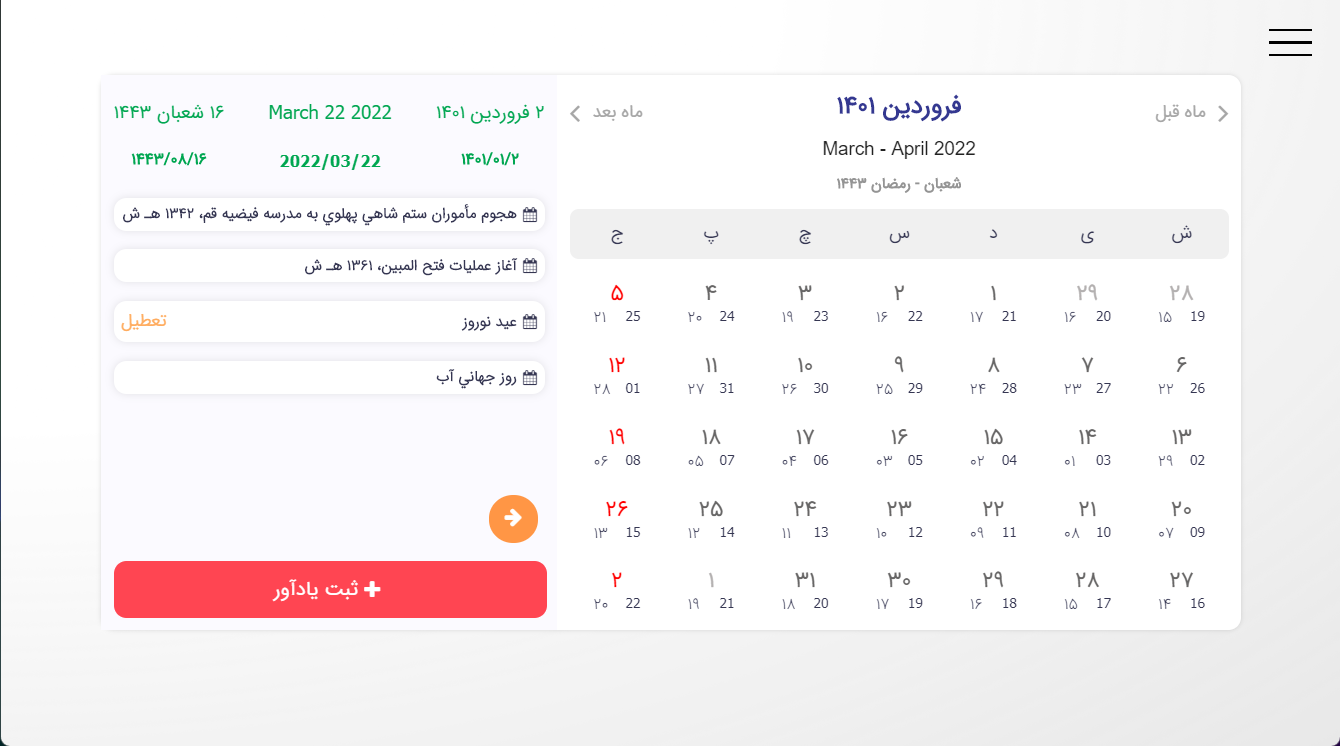 ماه قبل
فروردین ۱۴۰۱
ماه بعد
March - April 2022
شعبان - رمضان ۱۴۴۳
ش ی د س چ پ ج
۲۸ ۲۹ ۱ ۲ ۳ ۴ ۵
19 ۱۵ 20 ۱۶ 21 ۱۷ 22 ۱۶ 23 ۱۹ 24 ۲۰ 25 ۲۱
۶ ۷ ۸ ۹ ۱۰ ۱۱ ۱۲
26 ۲۲ 27 ۲۳ 28 ۲۴ 29 ۲۵ 30 ۲۶ 31 ۲۷ 01 ۲۸
۱۳ ۱۴ ۱۵ ۱۶ ۱۷ ۱۸ ۱۹
02 ۲۹ 03 ۰۱ 04 ۰۲ 05 ۰۳ 06 ۰۴ 07 ۰۵ 08 ۰۶
۲۰ ۲۱ ۲۲ ۲۳ ۲۴ ۲۵ ۲۶
09 ۰۷ 10 ۰۸ 11 ۰۹ 12 ۱۰ 13 ۱۱ 14 ۱۲ 15 ۱۳
۲۷ ۲۸ ۲۹ ۳۰ ۳۱ ۱ ۲
16 ۱۴ 17 ۱۵ 18 ۱۶ 19 ۱۷ 20 ۱۸ 21 ۱۹ 22 ۲۰
۲ فروردین ۱۴۰۱
March 22 2022
۱۶ شعبان ۱۴۴۳
۱۴۰۱/۰۱/۲
2022/03/22
۱۴۴۳/۰۸/۱۶
هجوم مأموران ستم شاهي پهلوي به مدرسه فيضيه قم، ۱۳۴۲ هـ ش
آغاز عمليات فتح المبين، ۱۳۶۱ هـ ش
عيد نوروز تعطیل
روز جهاني آب
ثبت یادآور